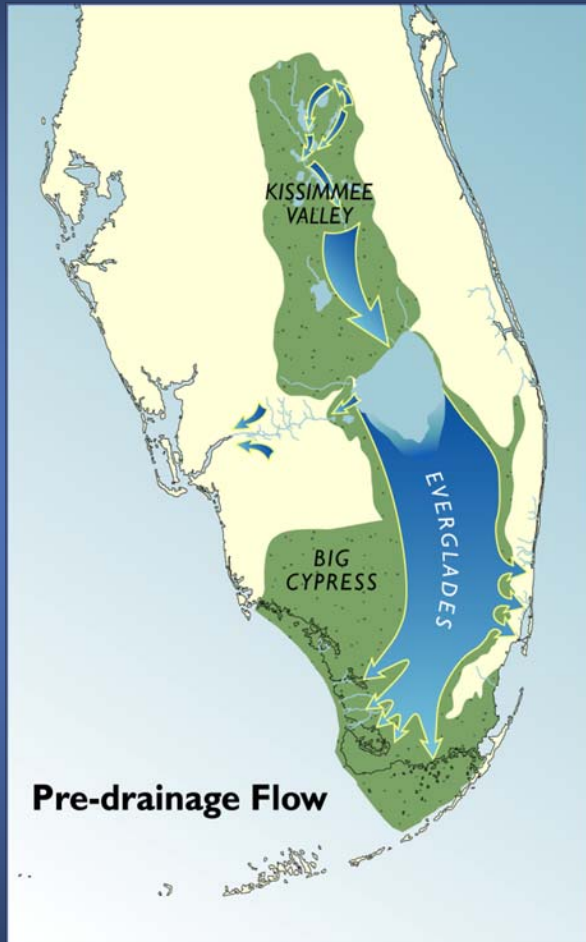 KISSIMMEE
VALLEY
EVERGLADES
BIG
CYPRESS
Pre-drainage Flow